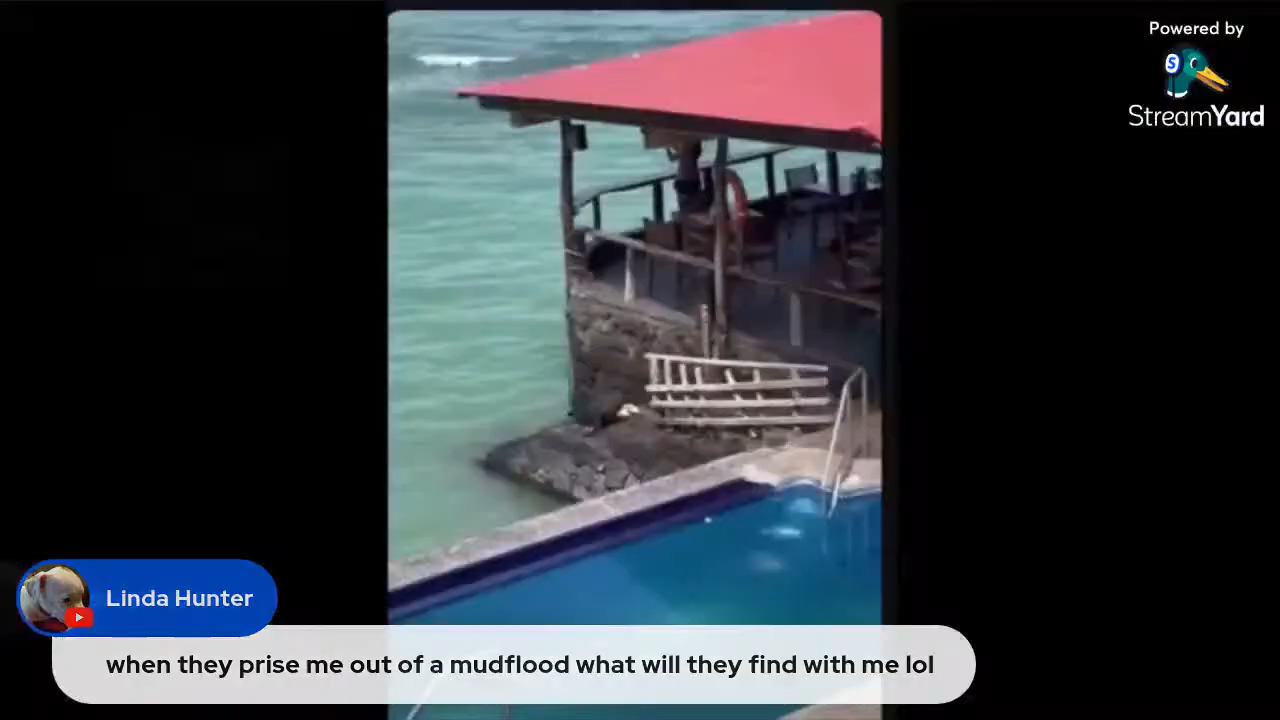 Powered by
StreamYard
Linda Hunter
when they prise me out of a mudflood what will they find with me lol